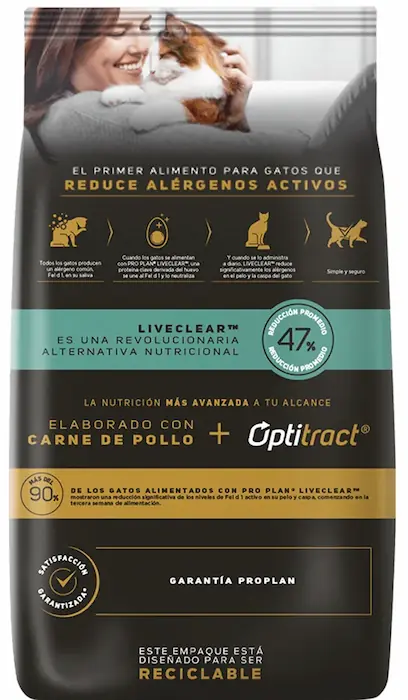 EL PRIMER ALIMENTO PARA GATOS QUE
REDUCE ALÉRGENOS ACTIVOS
Todos los gatos producen
un alérgeno común,
Fel d 1, en su saliva
Cuando los gatos se alimentan
con PRO PLAN® LIVECLEAR™, una
proteína clave derivada del huevo
se une al Fel d 1 y lo neutraliza
Y cuando se lo administra
a diario, LIVECLEAR™ reduce
significativamente los alérgenos
en el pelo y la caspa del gato
Simple y seguro
LIVECLEAR™
ES UNA REVOLUCIONARIA
ALTERNATIVA NUTRICIONAL
REDUCCIÓN PROMEDIO
47%
REDUCCIÓN PROMEDIO
LA NUTRICIÓN MÁS AVANZADA A TU ALCANCE
ELABORADO CON
CARNE DE POLLO + Optitract®
MÁS DEL
90%
DE LOS GATOS ALIMENTADOS CON PRO PLAN® LIVECLEAR™
mostraron una reducción significativa de los niveles de Fel d 1 activo en su pelo y caspa, comenzando en la
tercera semana de alimentación.
SATISFACCIÓN
GARANTIZADA
GARANTÍA PROPLAN
ESTE EMPAQUE ESTÁ
DISEÑADO PARA SER
RECICLABLE